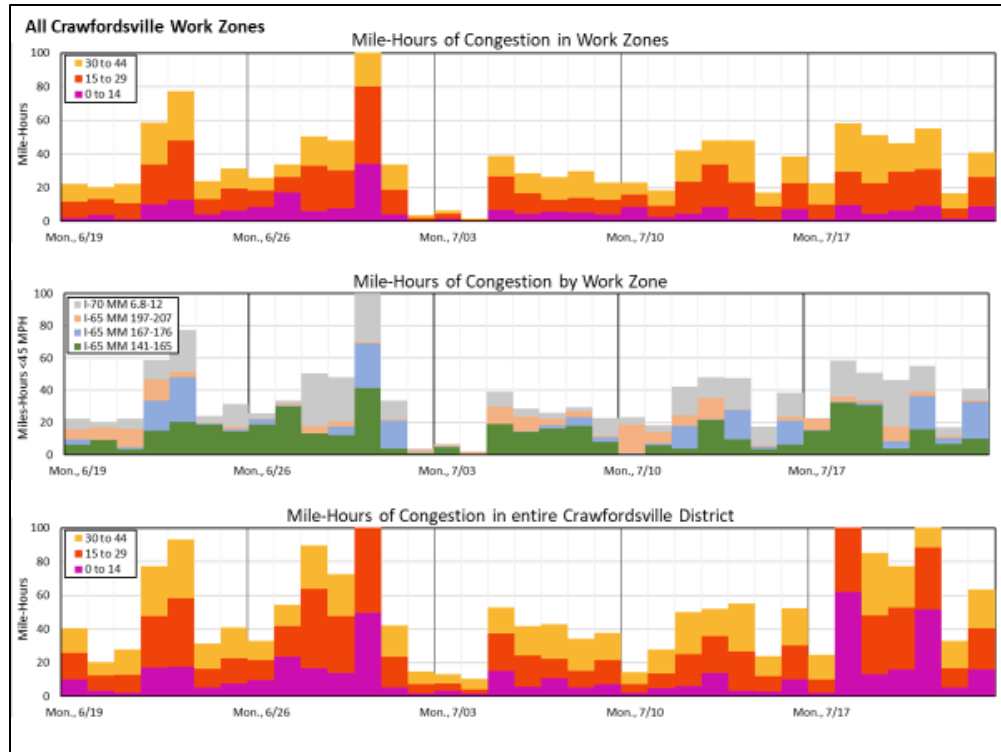 All Crawfordsville Work Zones
Mile-Hours of Congestion in Work Zones
100
80
60
40
20
0
Mile-Hours
30 to 44
15 to 29
0 to 14
Mon., 6/19
Mon., 6/26
Mon., 7/03
Mon., 7/10
Mon., 7/17
Mile-Hours of Congestion by Work Zone
100
80
60
40
20
0
Miles-Hours <45 MPH
I-70 MM 6.8-12
I-65 MM 197-207
I-65 MM 167-176
I-65 MM 141-165
Mon., 6/19
Mon., 6/26
Mon., 7/03
Mon., 7/10
Mon., 7/17
Mile-Hours of Congestion in entire Crawfordsville District
100
80
60
40
20
0
Mile-Hours
30 to 44
15 to 29
0 to 14
Mon., 6/19
Mon., 6/26
Mon., 7/03
Mon., 7/10
Mon., 7/17